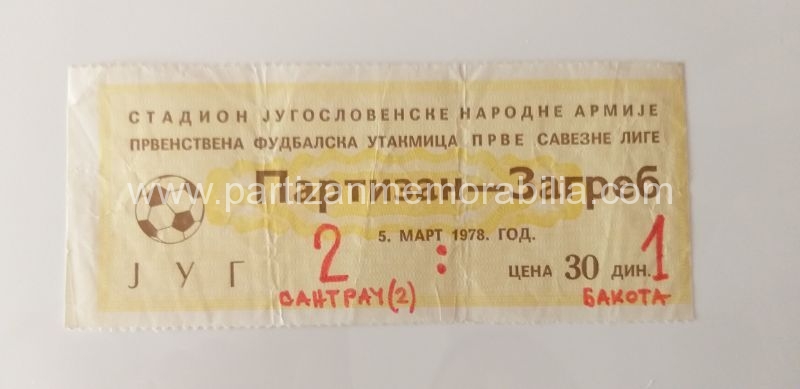 СТАДИОН ЈУГОСЛОВЕНСКЕ НАРОДНЕ АРМИЈЕ
ПРВЕНСТВЕНА ФУДБАЛСКА УТАКМИЦА ПРВЕ САВЕЗНЕ ЛИГЕ
Партизан—Загреб
www.partizanmemorabilia.com
5. МАРТ 1978. ГОД.
2 : 1
ЈУГ ЦЕНА 30 ДИН.
САНТРАЧ(2) БАКОТА